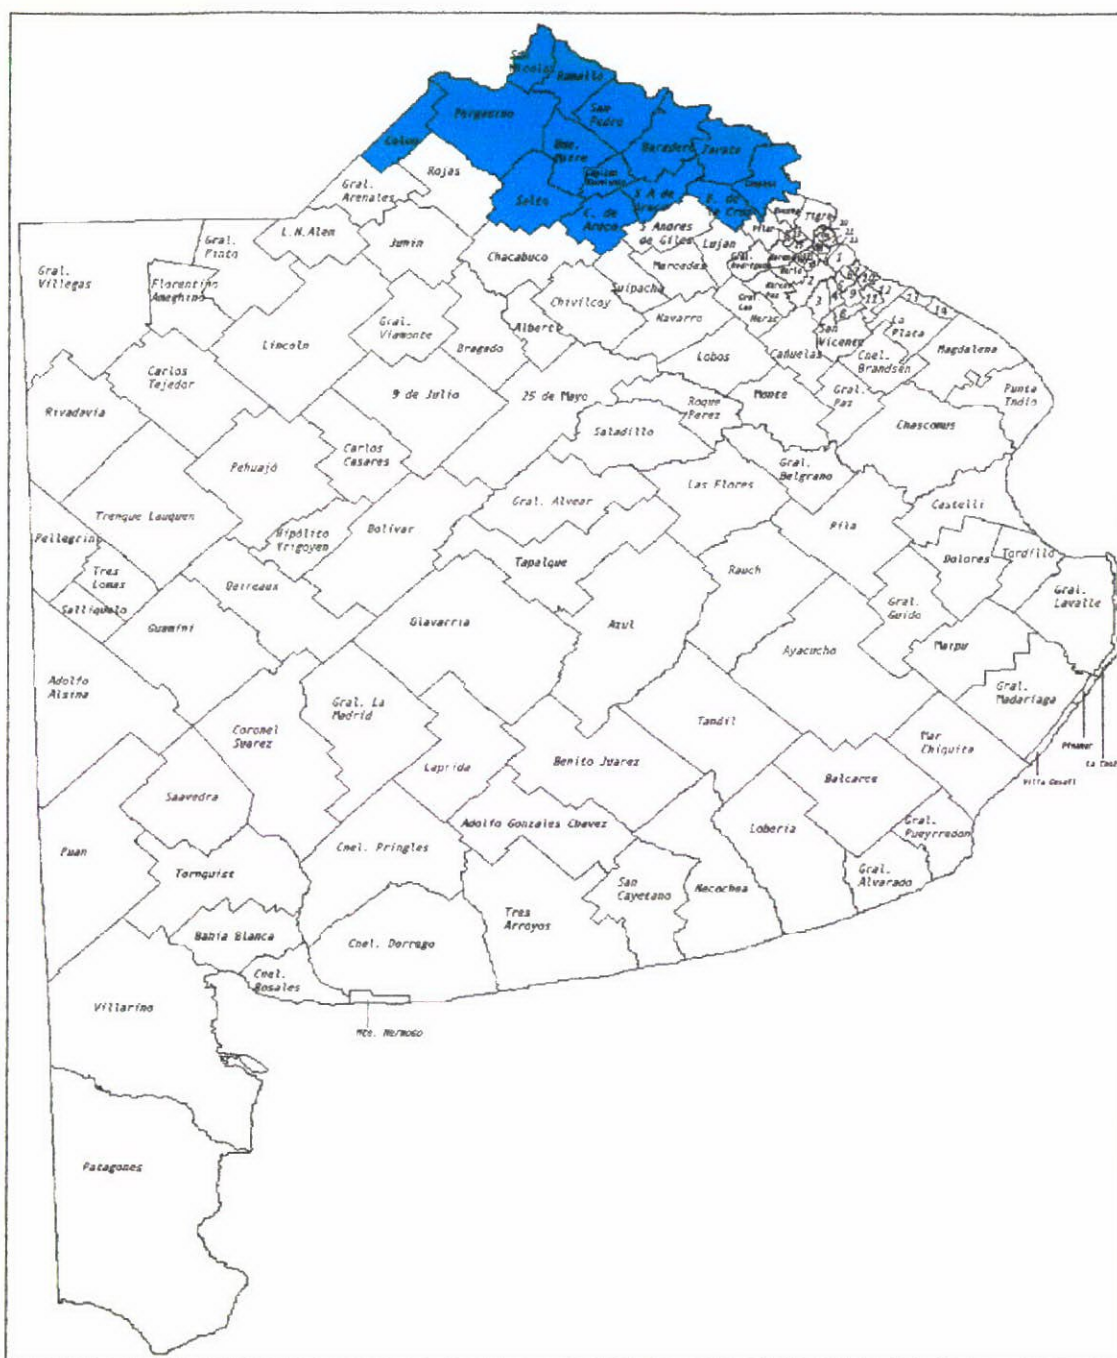 San
Nicolas
Ramallo
Pergamino
San
Pedro
Colon
Bme.
Mitre
Baradero
Zarate
Rojas
Gral.
Arenales
Salto
S A de
Areco
C. de
Areco
E. de
la Cruz
Campana
Tigre
Pilar
L.N.Alem
Junin
Chacabuco
S Andres
de Giles
Lujan
Gral.
Pinto
Gral.
Villegas
Florentino
Ameghino
Mercedes
Suipacha
Chivilcoy
Navarro
Gral.
Viamonte
Alberti
Bragado
Lincoln
Carlos
Tejedor
Lobos
Cañuelas
San
Vicente
La
Plata
Cnel.
Brandsen
Magdalena
Punta
Indio
Rivadavia
9 de Julio
25 de Mayo
Roque
Perez
Monte
Gral.
Paz
Chascomus
Saladillo
Pehuajó
Carlos
Casares
Gral.
Belgrano
Gral. Alvear
Las Flores
Castelli
Trenque Lauquen
Hipólito
Yrigoyen
Bolivar
Pila
Pellegrini
Tres
Lomas
Salliquelo
Daireaux
Tapalque
Rauch
Dolores
Tordillo
Gral.
Lavalle
Guamini
Olavarria
Azul
Gral.
Guido
Ayacucho
Maipu
Gral.
Madariaga
Adolfo
Alsina
Gral. La
Madrid
Coronel
Suarez
Tandil
Mar
Chiquita
Pinamar
Villa Gesell
Laprida
Benito Juarez
Balcarce
Saavedra
Adolfo Gonzales Chavez
Loberia
Gral.
Pueyrredon
Puan
Cnel. Pringles
Tornquist
San
Cayetano
Necochea
Gral.
Alvarado
Tres
Arroyos
Bahia Blanca
Cnel. Dorrego
Cnel.
Rosales
Villarino
Mte. Hermoso
Patagones